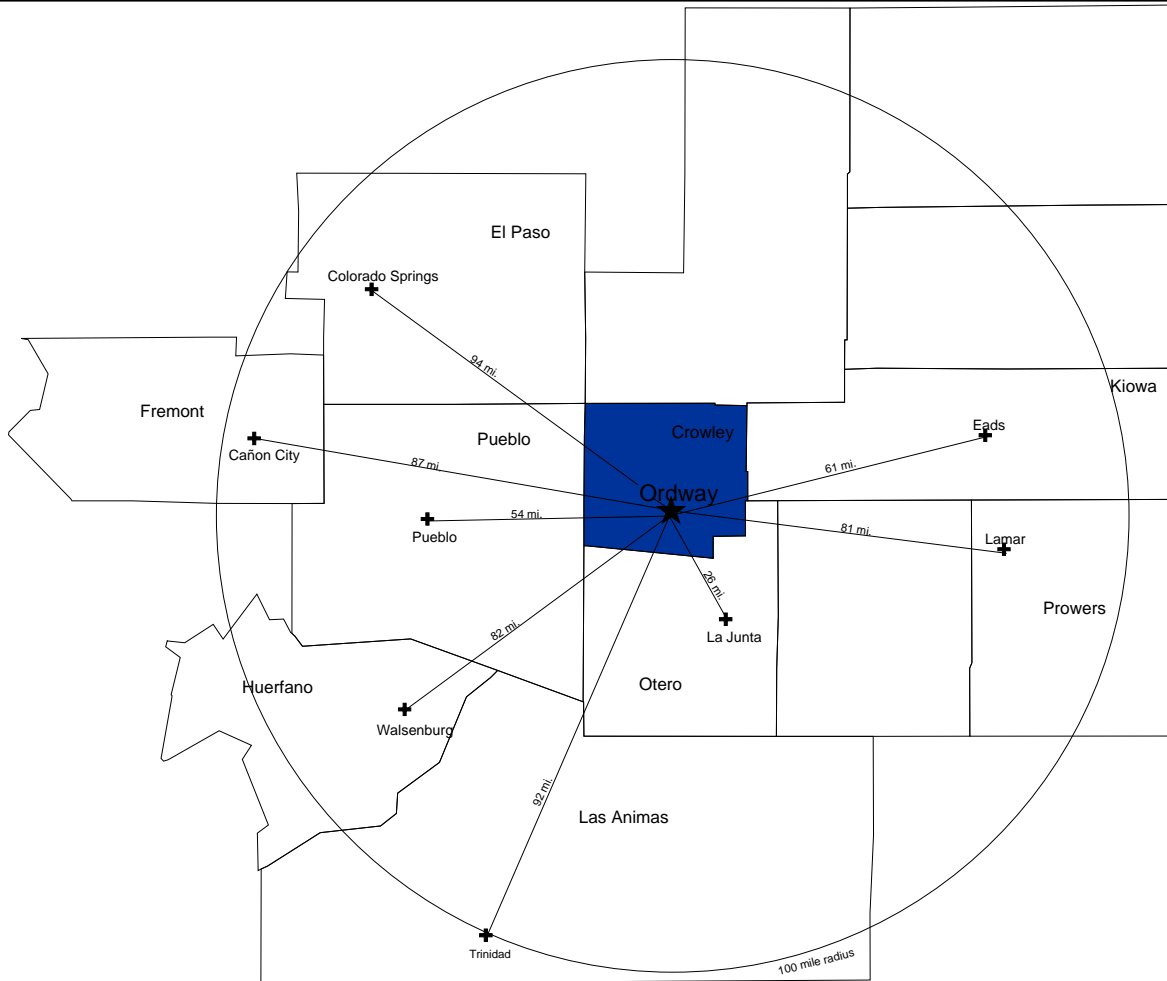 El Paso
Colorado Springs
94 mi.
Kiowa
Fremont
Pueblo
Crowley
Eads
Cañon City
87 mi.
61 mi.
Ordway
54 mi.
81 mi.
Pueblo
Lamar
26 mi.
Prowers
82 mi.
La Junta
Huerfano
Otero
Walsenburg
92 mi.
Las Animas
Trinidad
100 mile radius